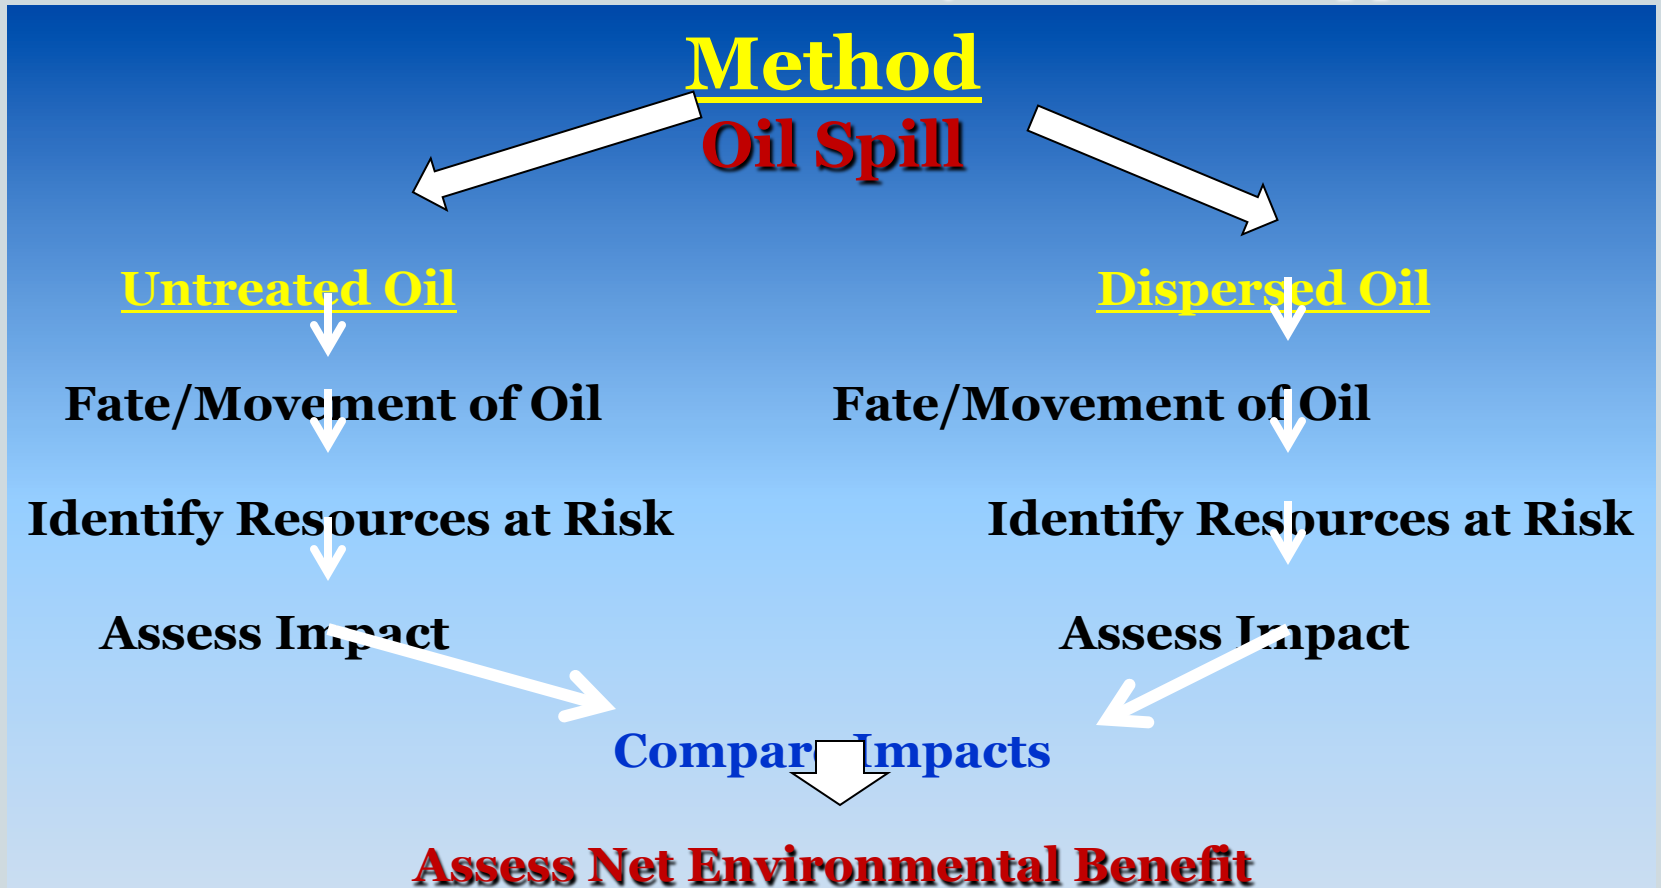 Method
Oil Spill
Untreated Oil Dispersed Oil
Fate/Movement of Oil Fate/Movement of Oil
Identify Resources at Risk Identify Resources at Risk
Assess Impact Assess Impact
Compare Impacts
Assess Net Environmental Benefit